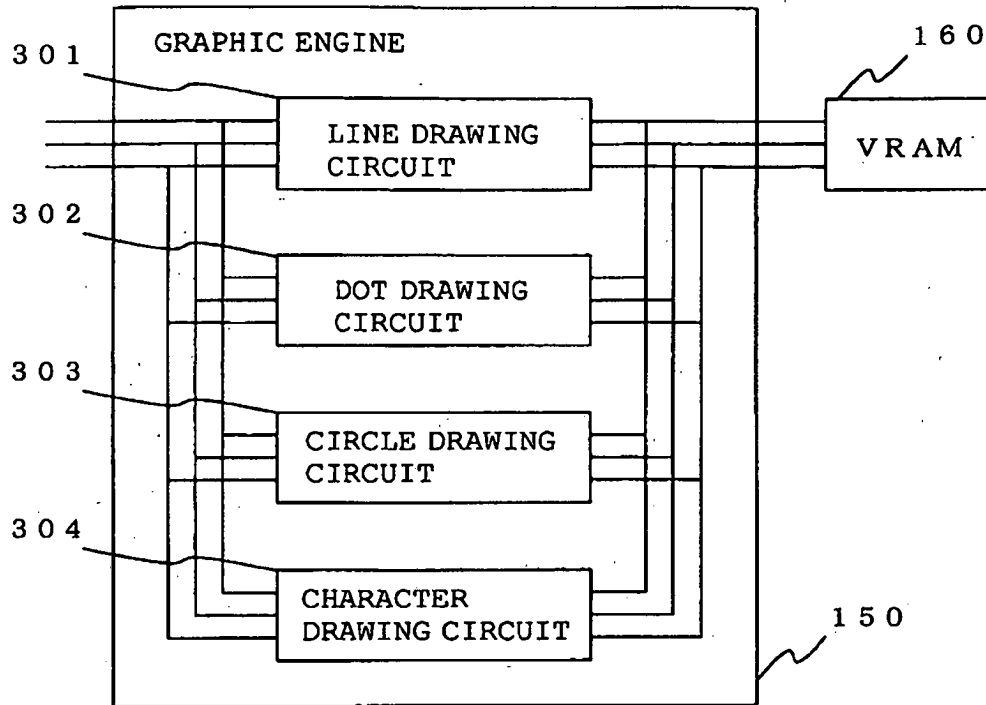 GRAPHIC ENGINE
301
160
LINE DRAWING
CIRCUIT
VRAM
302
DOT DRAWING
CIRCUIT
303
CIRCLE DRAWING
CIRCUIT
304
CHARACTER
DRAWING CIRCUIT
150